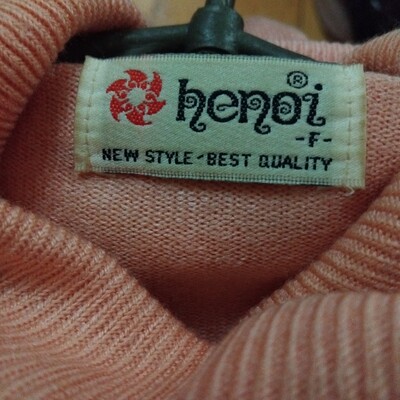 henoi®
-F-
NEW STYLE-BEST QUALITY